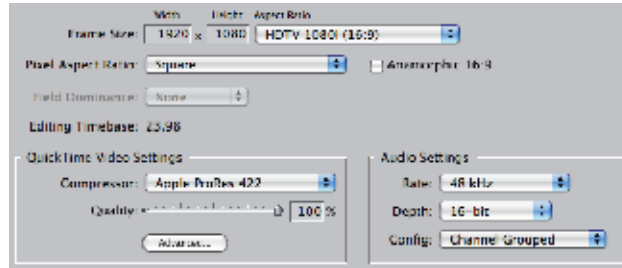 Width Height Aspect Ratio
Frame Size: 1920 x 1080 HDTV 1080i (16:9)
Pixel Aspect Ratio: Square Anamorphic 16:9
Field Dominance: None
Editing Timebase: 23.98
QuickTime Video Settings Audio Settings
Compressor: Apple ProRes 422 Rate: 48 kHz
Quality: 100 % Depth: 16-bit
Advanced... Config: Channel Grouped